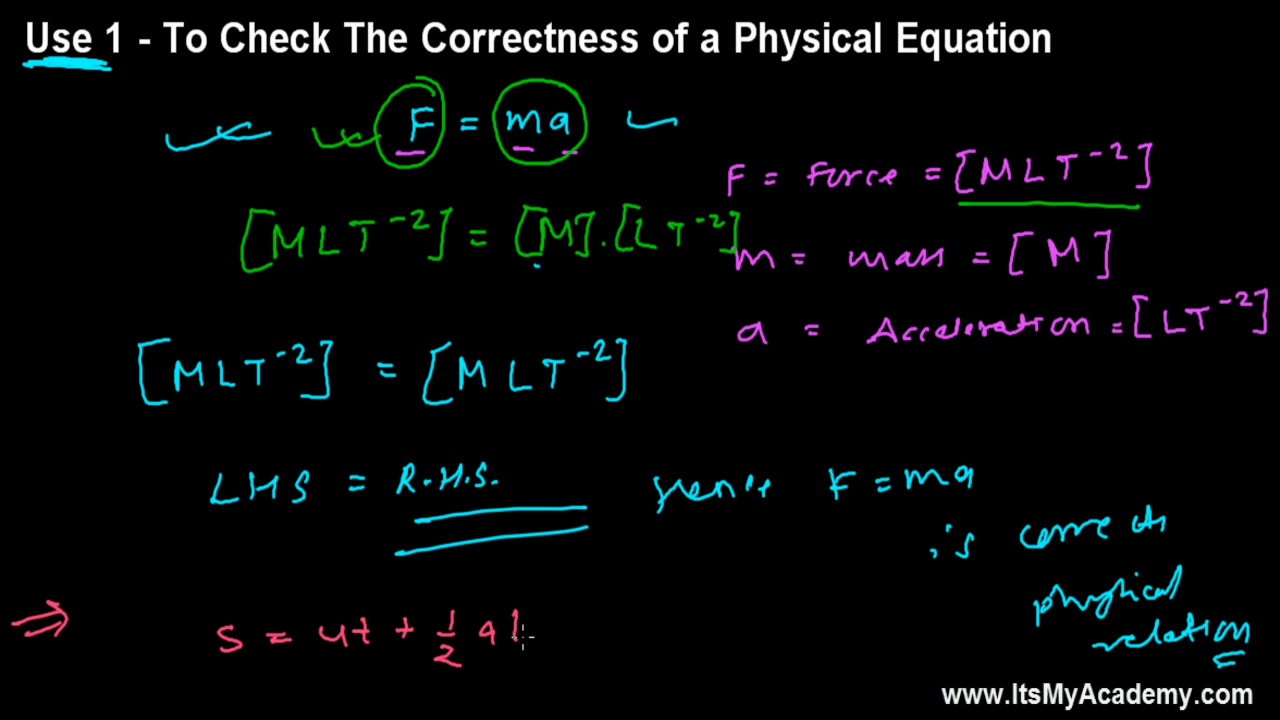 Use 1 - To Check The Correctness of a Physical Equation
F = ma
F = Force = [MLT⁻²]
[MLT⁻²] = [M].[LT⁻²]
m = mass = [M]
a = Acceleration = [LT⁻²]
[MLT⁻²] = [MLT⁻²]
LHS = R.H.S. Hence F = ma
is correct
physical
relation
S = ut + 1/2 a
www.ItsMyAcademy.com